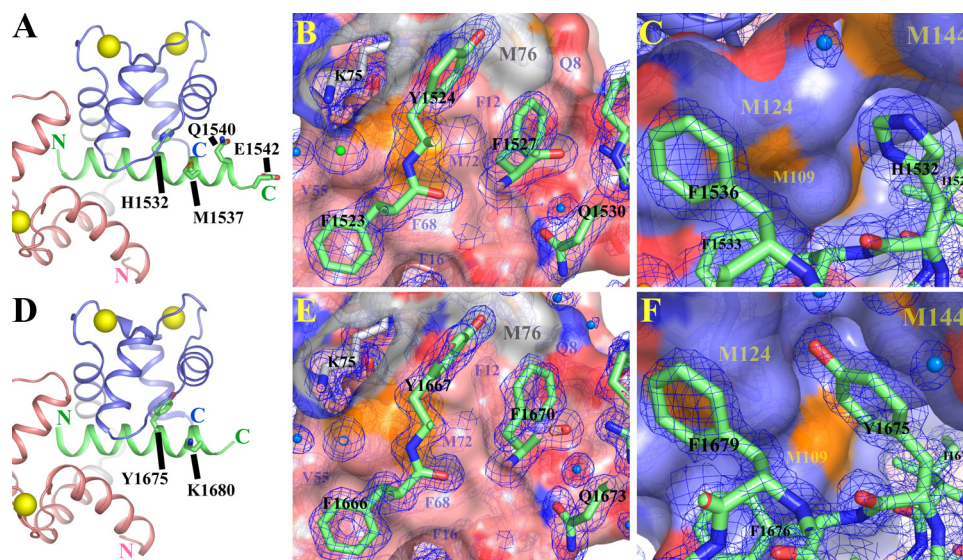 A
N
Q1540
C
E1542
C
H1532
M1537
N
B
K75
M76
Q8
Y1524
F12
F1527
M72
V55
F1523
F68
Q1530
F16
C
M144
M124
H1532
M109
F1536
F1533
D
N
C
C
Y1675
K1680
N
E
K75
M76
Q8
Y1667
F12
F1670
M72
V55
F1666
F68
Q1673
F16
F
M144
M124
Y1675
F1679
M109
F1676